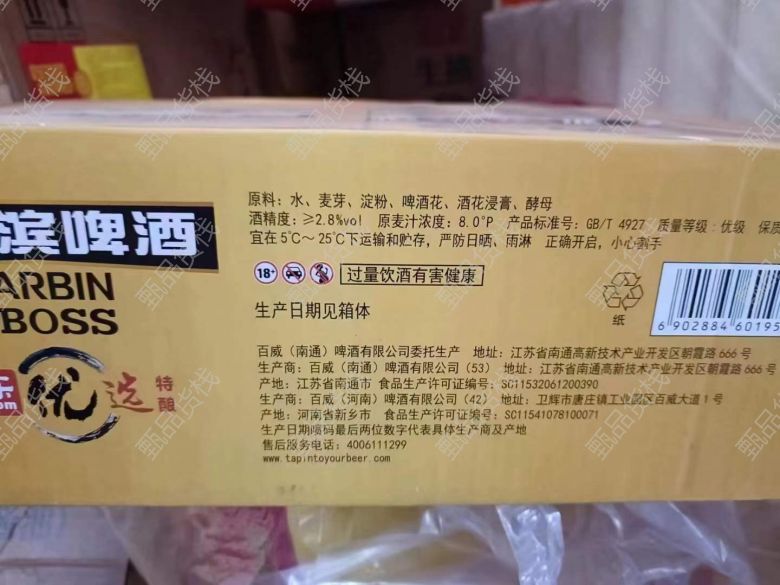 原料：水、麦芽、淀粉、啤酒花、酒花浸膏、酵母
酒精度：≥2.8%vol 原麦汁浓度：8.0°P 产品标准号：GB/T 4927 质量等级：优级 保质
宜在5℃～25℃下运输和贮存，严防日晒、雨淋 正确开启，小心割手
18+
过量饮酒有害健康
生产日期见箱体
纸
6 902884 60195
滨啤酒
ARBIN
BOSS
优选
特酿
百威（南通）啤酒有限公司委托生产 地址：江苏省南通高新技术产业开发区朝霞路 666 号
生产商：百威（南通）啤酒有限公司（53） 地址：江苏省南通高新技术产业开发区朝霞路 666 号
产地：江苏省南通市 食品生产许可证编号：SC11532061200390
生产商：百威（河南）啤酒有限公司（42） 地址：卫辉市唐庄镇工业园区百威大道 1 号
产地：河南省新乡市 食品生产许可证编号：SC11541078100071
生产日期喷码最后两位数字代表具体生产商及产地
售后服务电话：4006111299
www.tapintoyourbeer.com
甄品货栈